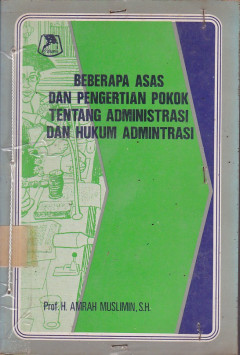 BEBERAPA ASAS
DAN PENGERTIAN POKOK
TENTANG ADMINISTRASI
DAN HUKUM ADMINTRASI
Prof. H. AMRAH MUSLIMIN, S.H.